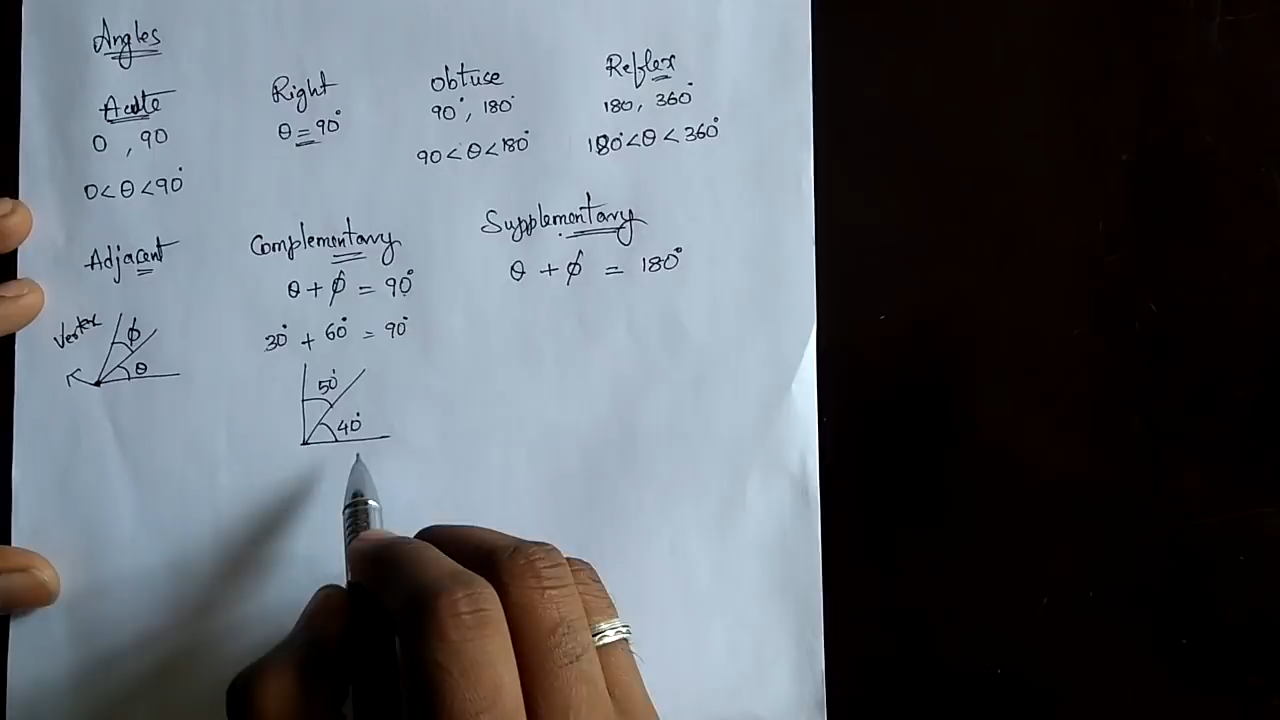 Angles
Acute
0 , 90
0 < θ < 90°
Right
θ = 90°
Obtuse
90°, 180°
90 < θ < 180°
Reflex
180, 360°
180° < θ < 360°
Adjacent
Vertex
ϕ
θ
Complementary
θ + ϕ = 90°
30° + 60° = 90°
50°
40°
Supplementary
θ + ϕ = 180°